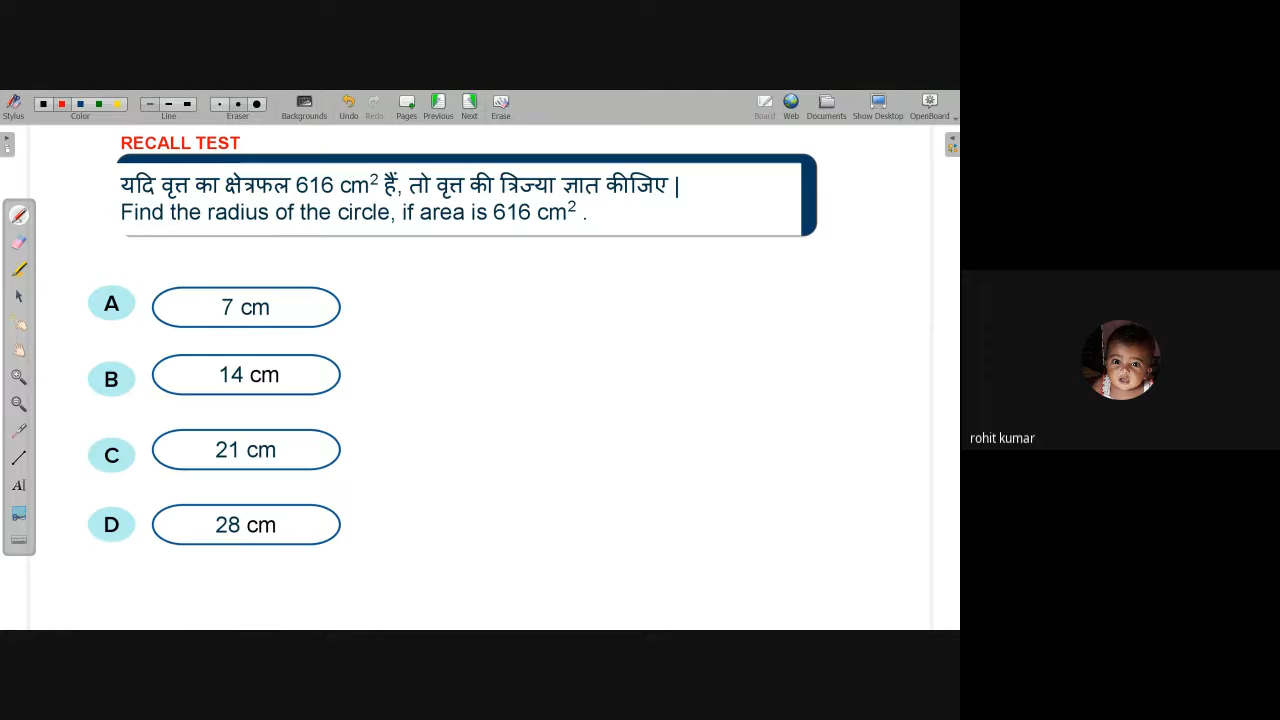 Stylus
Color
Line
Eraser
Backgrounds
Undo
Redo
Pages
Previous
Next
Erase
Board
Web
Documents
Show Desktop
OpenBoard
RECALL TEST
यदि वृत्त का क्षेत्रफल 616 cm² हैं, तो वृत्त की त्रिज्या ज्ञात कीजिए |
Find the radius of the circle, if area is 616 cm² .
A 7 cm
B 14 cm
C 21 cm
D 28 cm
AI
rohit kumar